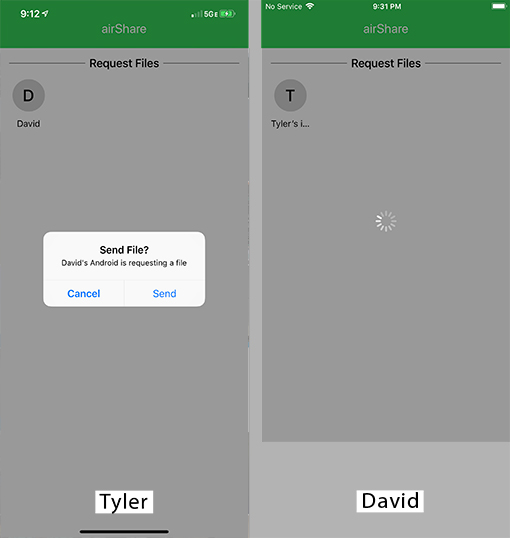 9:12
5GE
airShare
Request Files
D
David
Send File?
David's Android is requesting a file
Cancel Send
Tyler
No Service 9:31 PM
airShare
Request Files
T
Tyler's i...
David